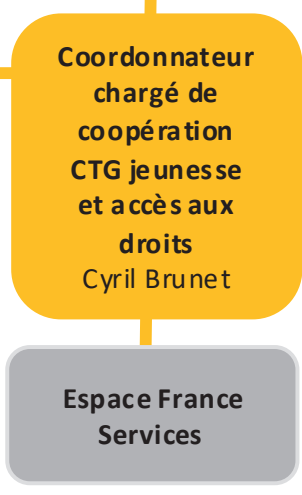 Coordonnateur
chargé de
coopération
CTG jeunesse
et accès aux
droits
Cyril Brunet
Espace France
Services